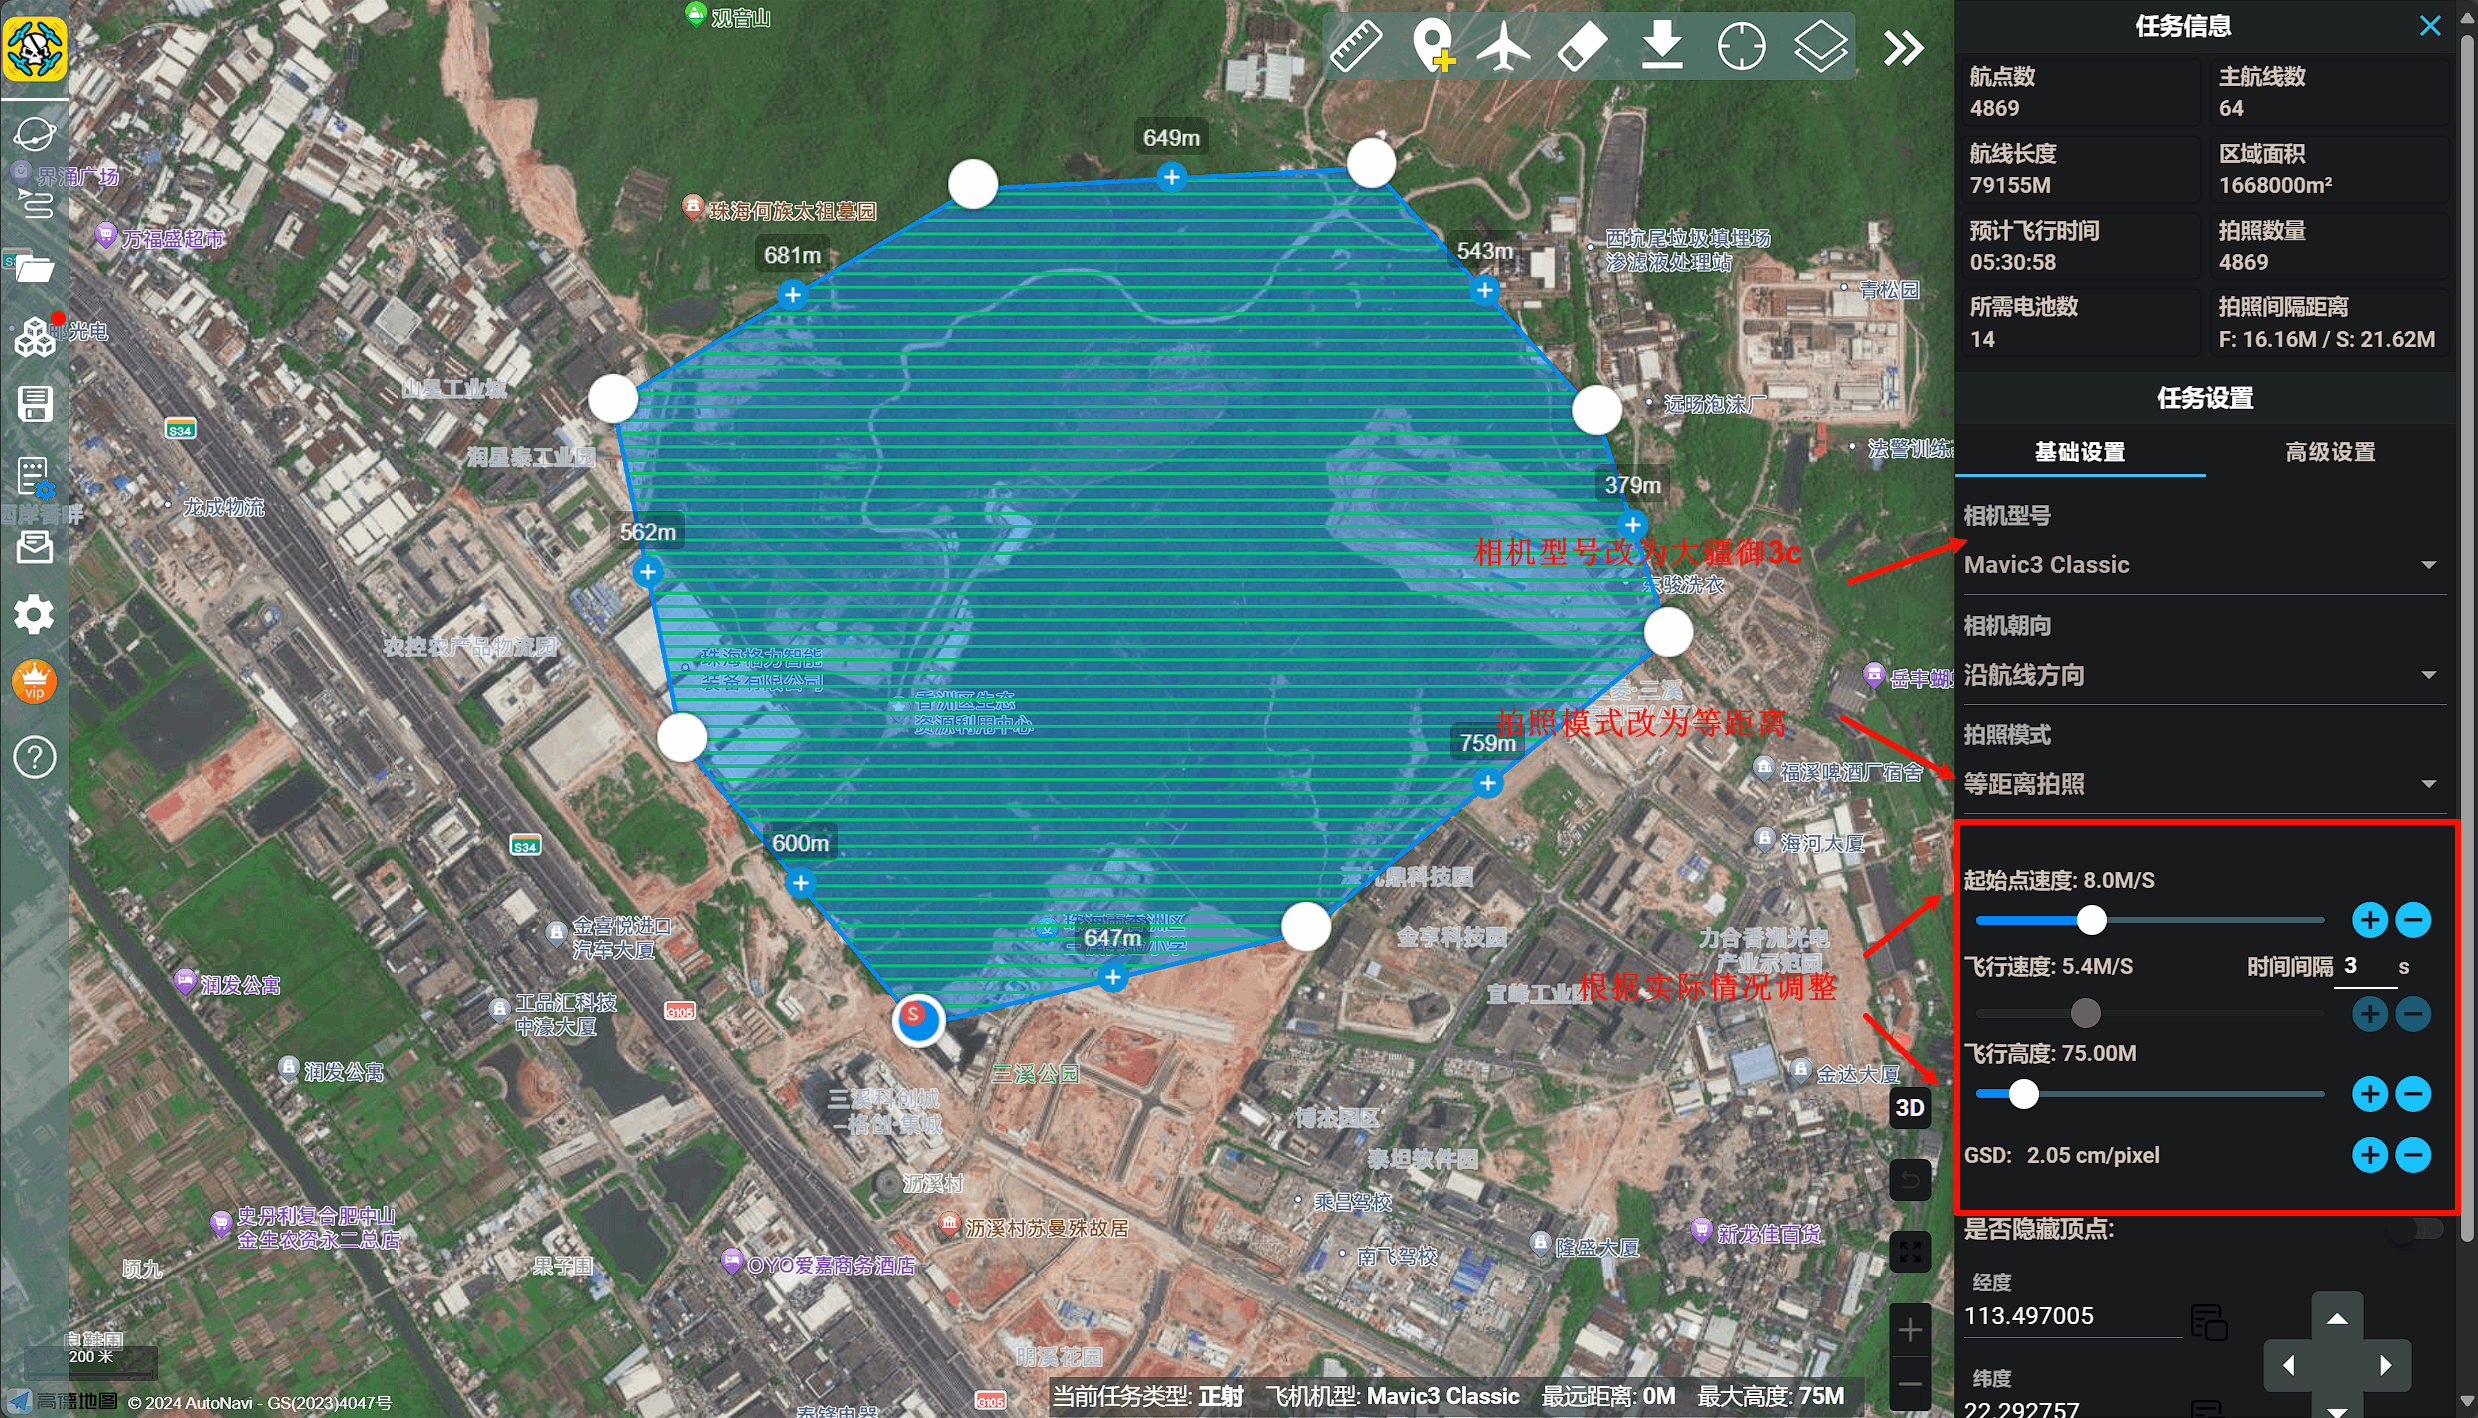 观音山
界涌广场
万福盛超市
珠海何族太祖墓园
649m
681m
543m
西坑尾垃圾填埋场
渗滤液处理站
青松园
山星工业城
远旸泡沫厂
S34
润星泰工业园
379m
龙成物流
562m
相机型号改为大疆御3c
东骏洗衣
农控农产品物流园
珠海格力智能
装备有限公司
香洲区生态
资源利用中心
拍照模式改为等距离
759m
福溪啤酒厂宿舍
600m
S34
海河大厦
九鼎科技园
金喜悦进口
汽车大厦
647m
金亨科技园
力合香洲光电
产业示范园
润发公寓
工品汇科技
中濠大厦
G105
宜峰工业园
根据实际情况调整
润发公寓
三溪公园
金达大厦
三溪科创城
-格创·集城
博杰园区
3D
泰坦软件园
沥溪村
乘昌驾校
史丹利复合肥中山
金生农资永二总店
沥溪村苏曼殊故居
新龙佳百货
隆盛大厦
南飞驾校
顷九
果子围
OYO爱嘉商务酒店
明溪花园
200 米
高德地图 © 2024 AutoNavi - GS(2023)4047号
G105
vip
当前任务类型: 正射 飞机机型: Mavic3 Classic 最远距离: 0M 最大高度: 75M
任务信息
航点数 主航线数
4869 64
航线长度 区域面积
79155M 1668000m²
预计飞行时间 拍照数量
05:30:58 4869
所需电池数 拍照间隔距离
14 F: 16.16M / S: 21.62M
任务设置
基础设置 高级设置
相机型号
Mavic3 Classic
相机朝向
沿航线方向
拍照模式
等距离拍照
起始点速度: 8.0M/S
飞行速度: 5.4M/S 时间间隔 3 s
飞行高度: 75.00M
GSD: 2.05 cm/pixel
是否隐藏顶点:
经度
113.497005
纬度
22.292757